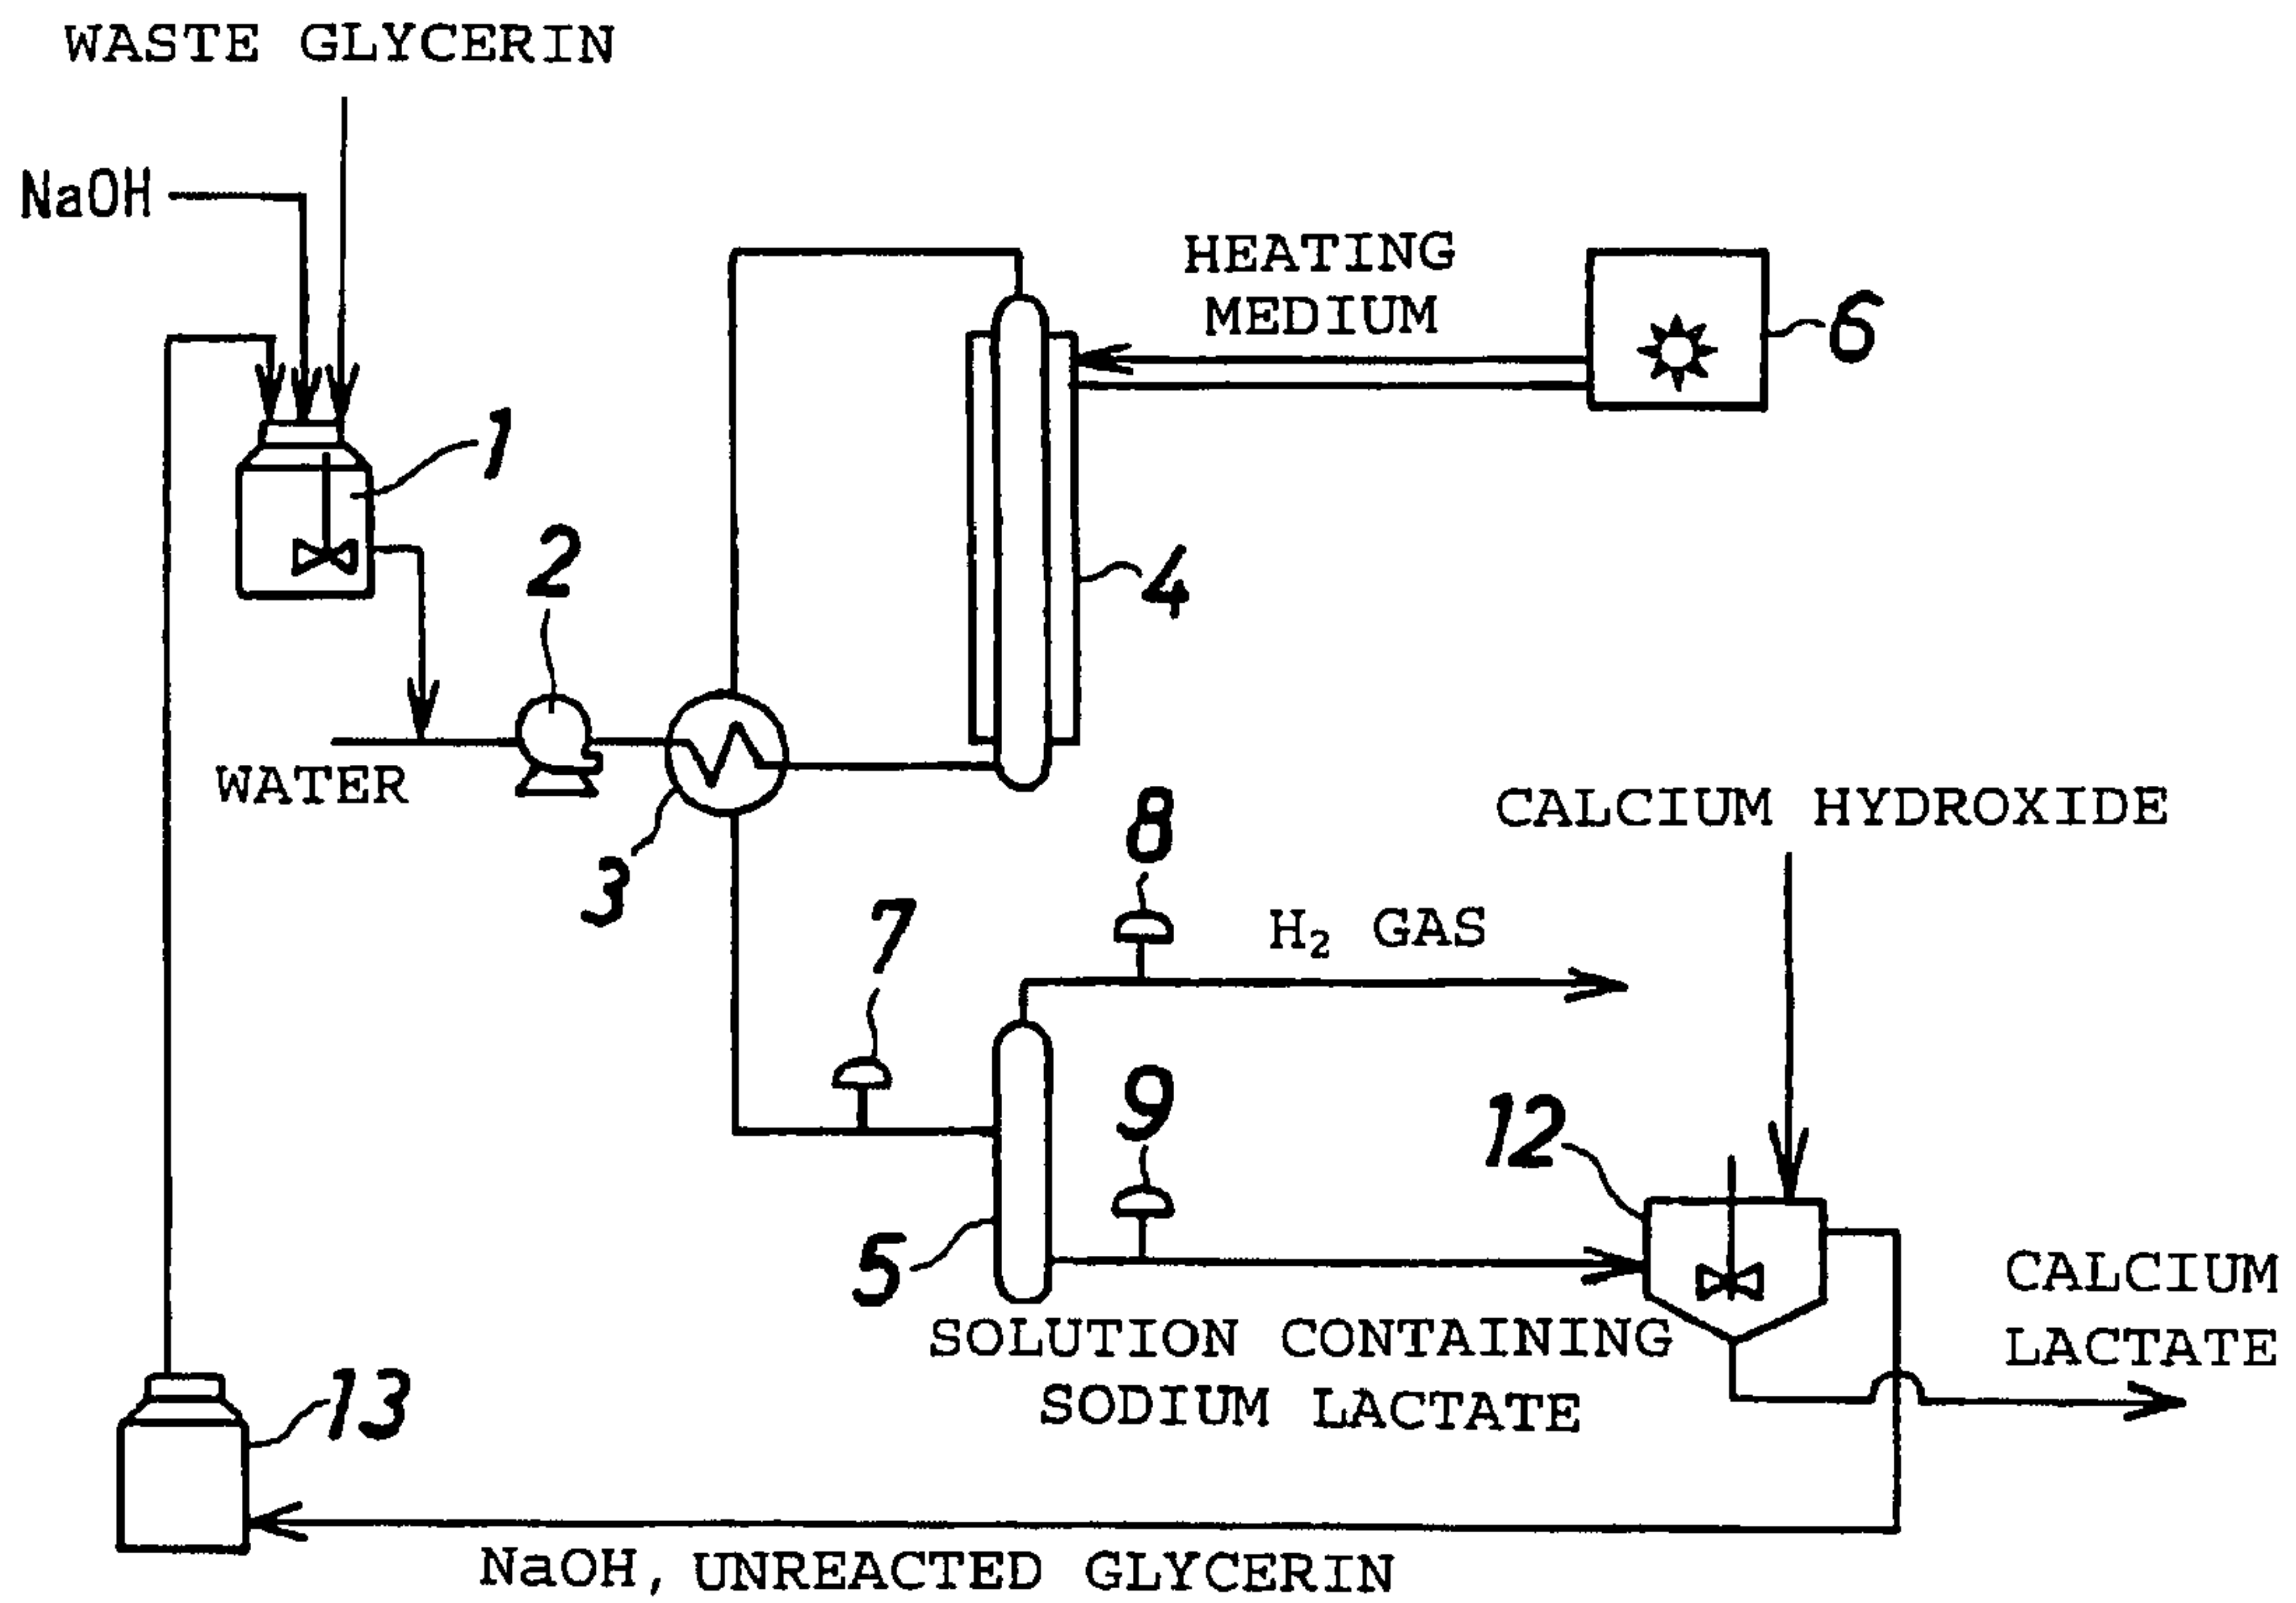 WASTE GLYCERIN
NaOH
HEATING
MEDIUM
6
1
2
4
WATER
3
8
CALCIUM HYDROXIDE
7
H₂ GAS
9
12
5
CALCIUM
LACTATE
SOLUTION CONTAINING
SODIUM LACTATE
13
NaOH, UNREACTED GLYCERIN